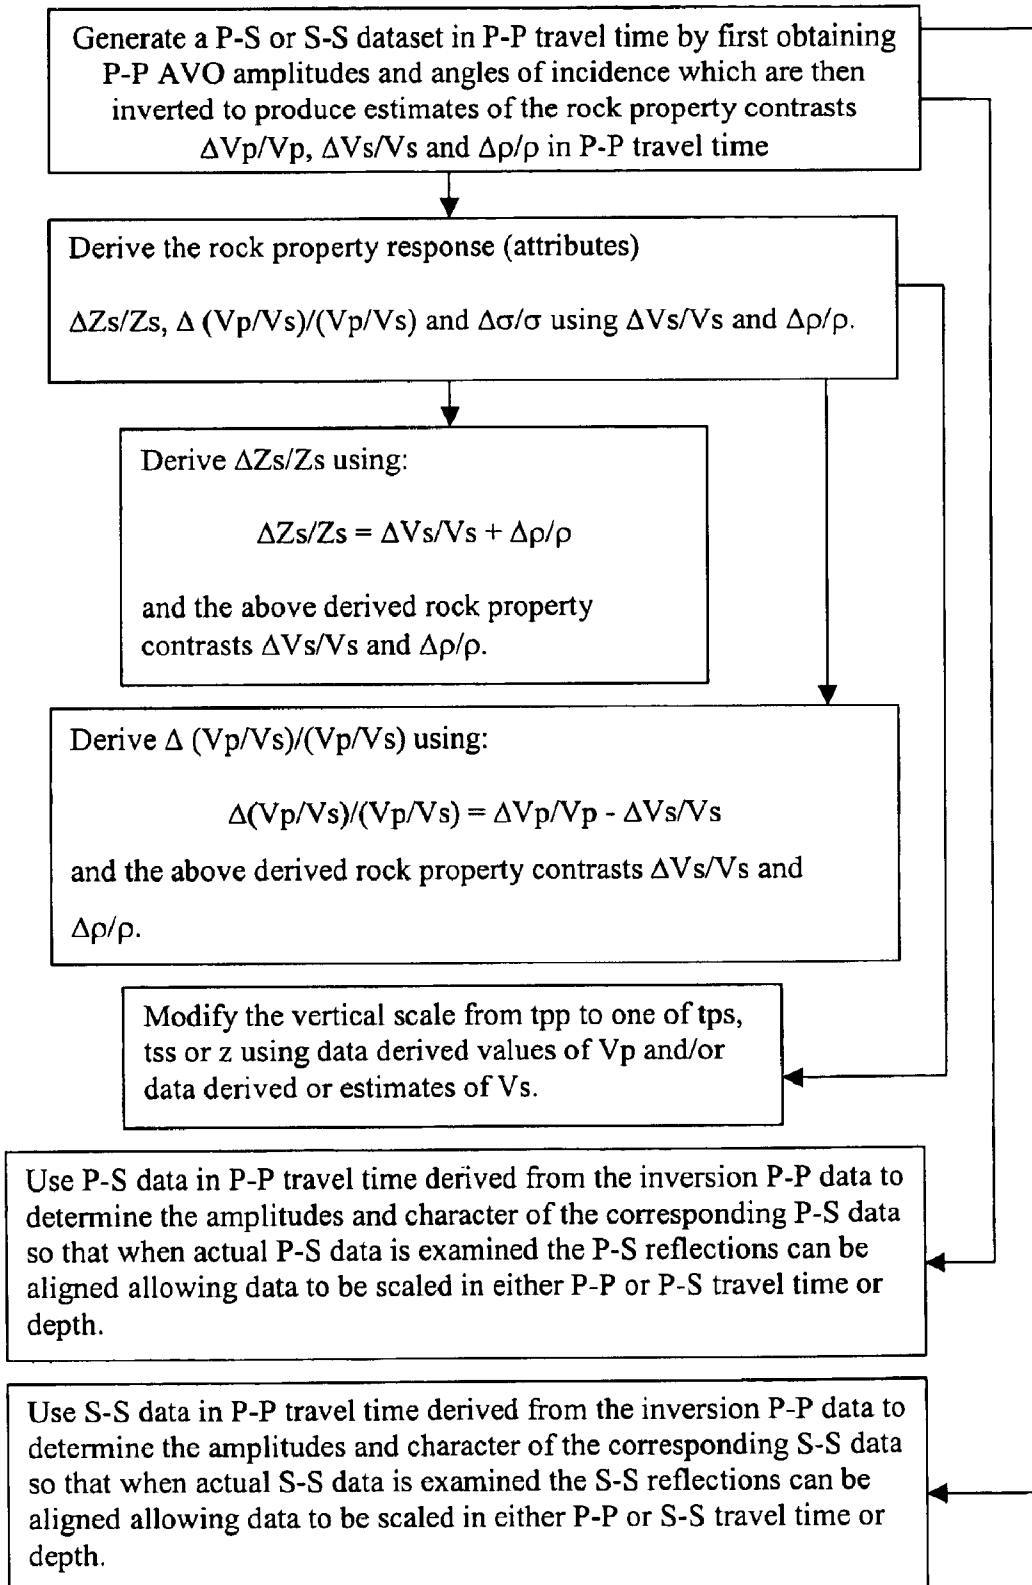 Generate a P-S or S-S dataset in P-P travel time by first obtaining
P-P AVO amplitudes and angles of incidence which are then
inverted to produce estimates of the rock property contrasts
ΔVp/Vp, ΔVs/Vs and Δρ/ρ in P-P travel time
Derive the rock property response (attributes)
ΔZs/Zs, Δ (Vp/Vs)/(Vp/Vs) and Δσ/σ using ΔVs/Vs and Δρ/ρ.
Derive ΔZs/Zs using:
ΔZs/Zs = ΔVs/Vs + Δρ/ρ
and the above derived rock property
contrasts ΔVs/Vs and Δρ/ρ.
Derive Δ (Vp/Vs)/(Vp/Vs) using:
Δ(Vp/Vs)/(Vp/Vs) = ΔVp/Vp - ΔVs/Vs
and the above derived rock property contrasts ΔVs/Vs and
Δρ/ρ.
Modify the vertical scale from tpp to one of tps,
tss or z using data derived values of Vp and/or
data derived or estimates of Vs.
Use P-S data in P-P travel time derived from the inversion P-P data to
determine the amplitudes and character of the corresponding P-S data
so that when actual P-S data is examined the P-S reflections can be
aligned allowing data to be scaled in either P-P or P-S travel time or
depth.
Use S-S data in P-P travel time derived from the inversion P-P data to
determine the amplitudes and character of the corresponding S-S data
so that when actual S-S data is examined the S-S reflections can be
aligned allowing data to be scaled in either P-P or S-S travel time or
depth.